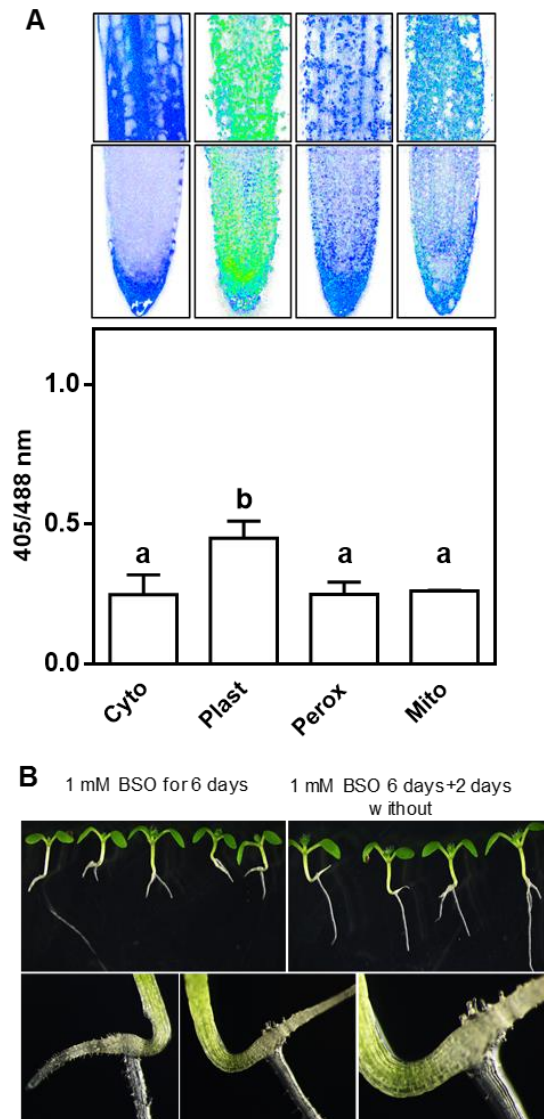 A
1.0
405/488 nm
0.5
0.0
a
b
a
a
Cyto
Plast
Perox
Mito
B
1 mM BSO for 6 days
1 mM BSO 6 days+2 days
w ithout